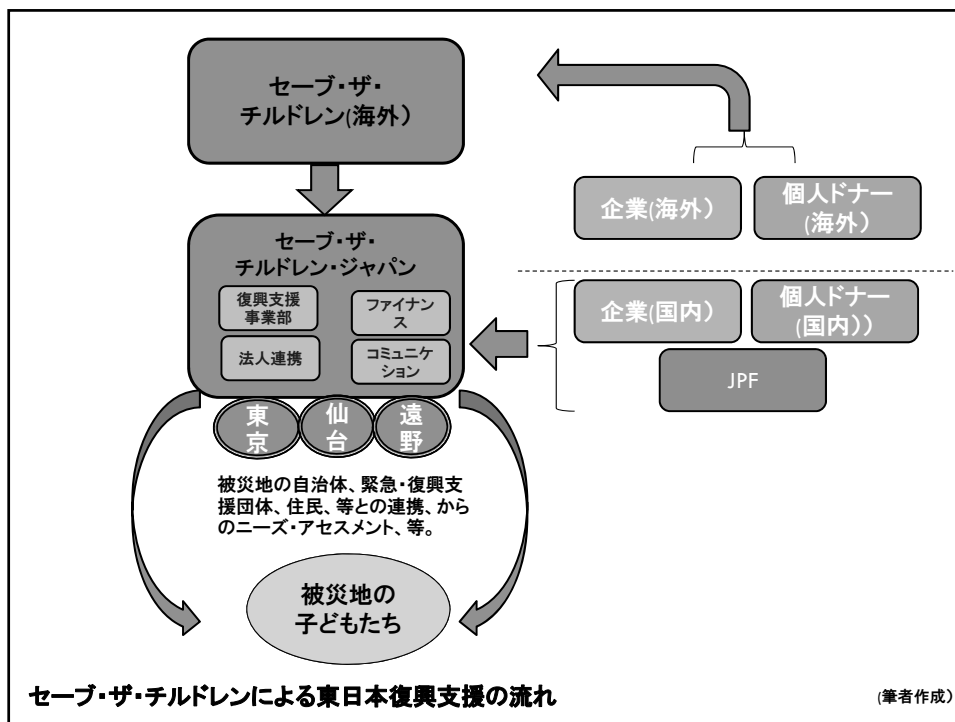 セーブ・ザ・
チルドレン(海外）
企業(海外）
個人ドナー
(海外）
セーブ・ザ・
チルドレン・ジャパン
復興支援
事業部
ファイナン
ス
法人連携
コミュニケ
ション
企業(国内）
個人ドナー
(国内)）
JPF
東
京
仙
台
遠
野
被災地の自治体、緊急・復興支
援団体、住民、等との連携、から
のニーズ・アセスメント、等。
被災地の
子どもたち
セーブ・ザ・チルドレンによる東日本復興支援の流れ
(筆者作成）